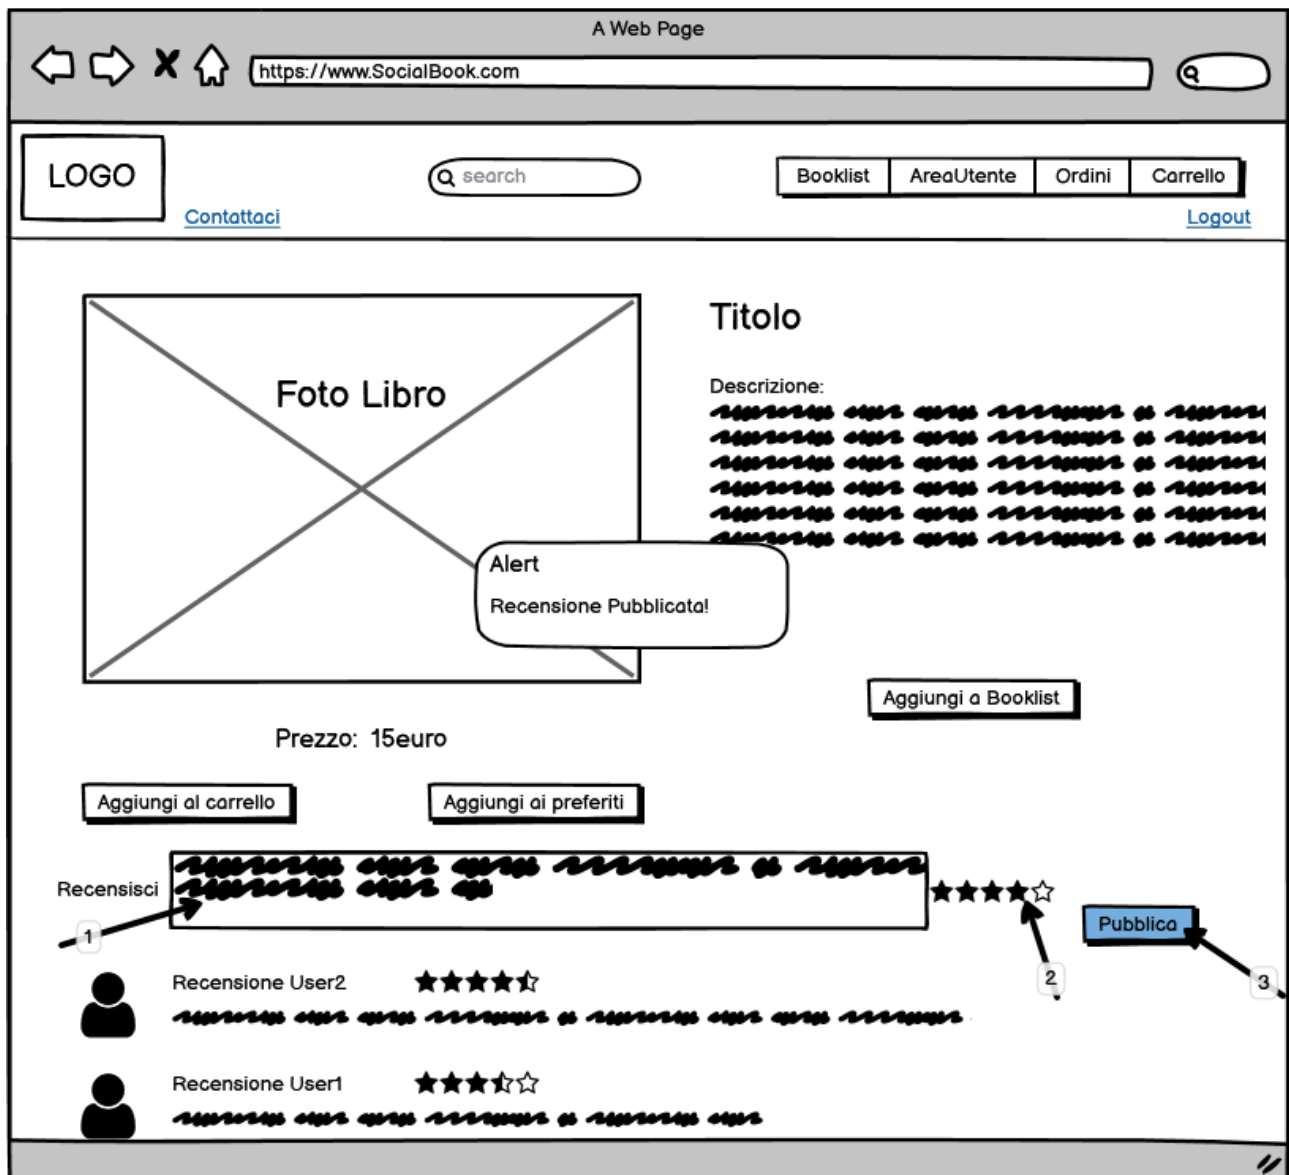 A Web Page
https://www.SocialBook.com
LOGO
search
Booklist AreaUtente Ordini Carrello
Contattaci
Logout
Titolo
Foto Libro
Descrizione:
Alert
Recensione Pubblicata!
Aggiungi a Booklist
Prezzo: 15euro
Aggiungi al carrello
Aggiungi ai preferiti
Recensisci
Pubblica
1
2
3
Recensione User2
Recensione User1